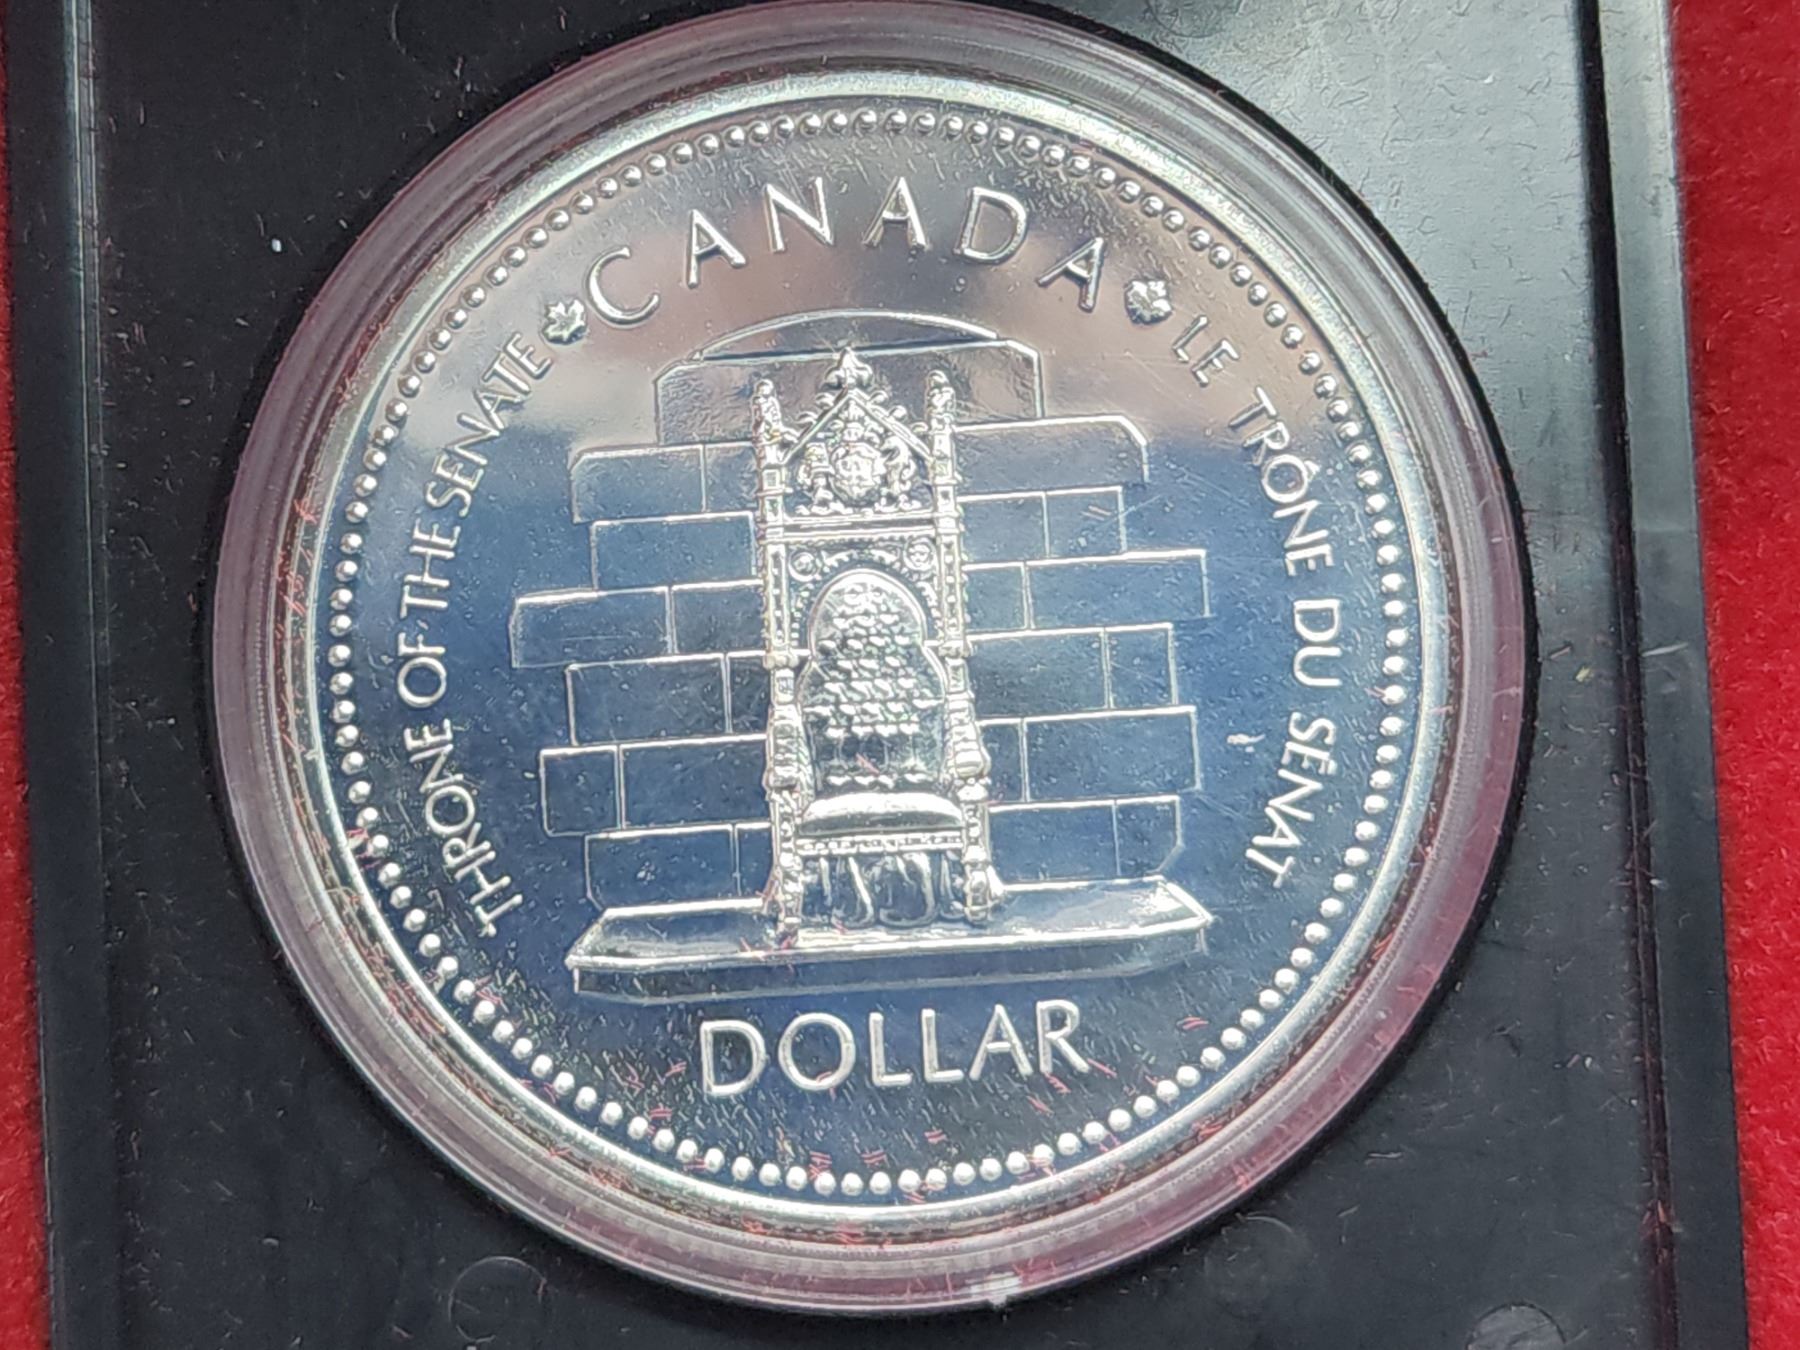 CANADA
THRONE OF THE SENATE
LE TRÔNE DU SÉNAT
DOLLAR